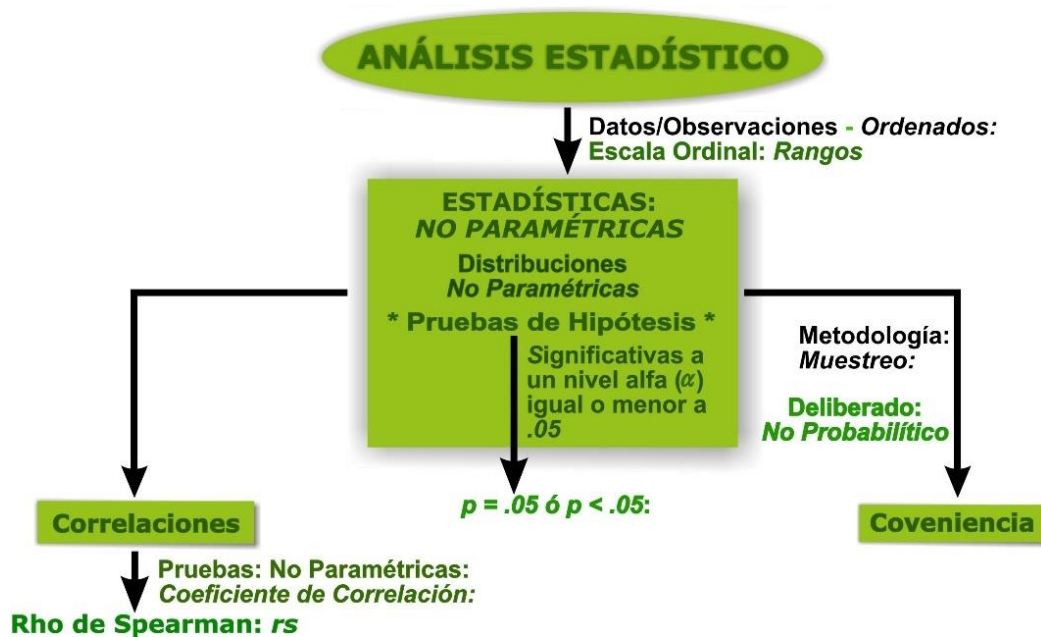 ANÁLISIS ESTADÍSTICO
Datos/Observaciones - Ordenados:
Escala Ordinal: Rangos
ESTADÍSTICAS:
NO PARAMÉTRICAS
Distribuciones
No Paramétricas
* Pruebas de Hipótesis *
Significativas a
un nivel alfa (α)
igual o menor a
.05
Metodología:
Muestreo:
Deliberado:
No Probabilítico
p = .05 ó p < .05:
Correlaciones
Coveniencia
Pruebas: No Paramétricas:
Coeficiente de Correlación:
Rho de Spearman: rs